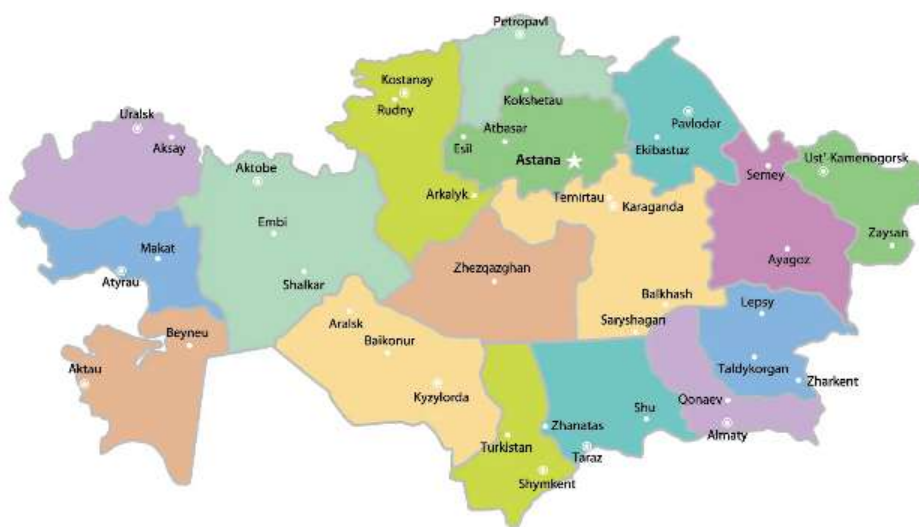 Petropavl
Kostanay
Rudny
Kokshetau
Uralsk
Aksay
Atbasar
Esil
Astana
Pavlodar
Ekibastuz
Semey
Ust' Kamenogorsk
Aktobe
Arkalyk
Temirtau
Karaganda
Embi
Zaysan
Makat
Ayagoz
Atyrau
Shalkar
Zhezqazghan
Balkhash
Lepsy
Aralsk
Saryshagan
Beyneu
Baikonur
Taldykorgan
Aktau
Zharkent
Kyzylorda
Qonaev
Shu
Zhanatas
Almaty
Turkistan
Taraz
Shymkent